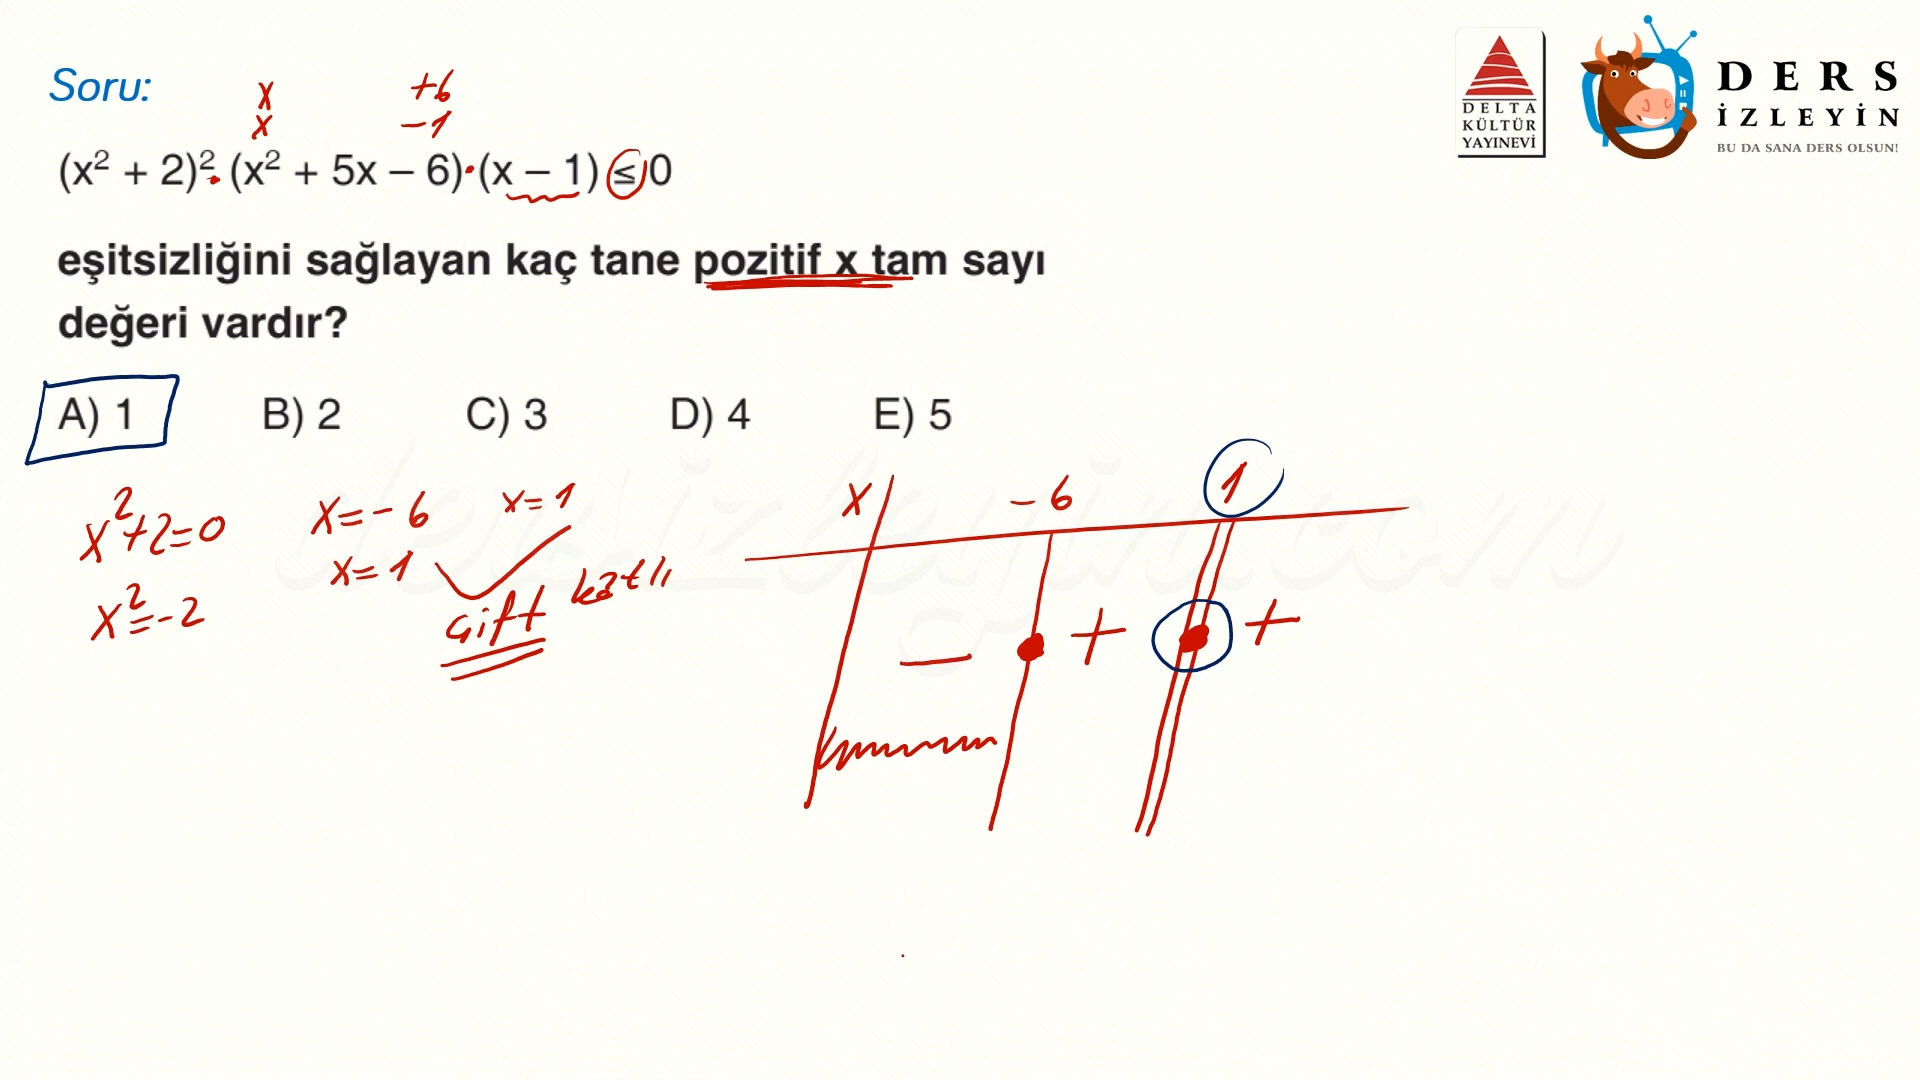 Soru:
x +6
x -1
(x² + 2)². (x² + 5x – 6)·(x – 1) ≤ 0
eşitsizliğini sağlayan kaç tane pozitif x tam sayı
değeri vardır?
A) 1 B) 2 C) 3 D) 4 E) 5
x²+2=0
x²=-2
x=-6
x=1
x=1
çift katlı
x -6 1
- + +
DELTA
KÜLTÜR
YAYINEVİ
DERS
İZLEYİN
BU DA SANA DERS OLSUN!
dersizleyin.com